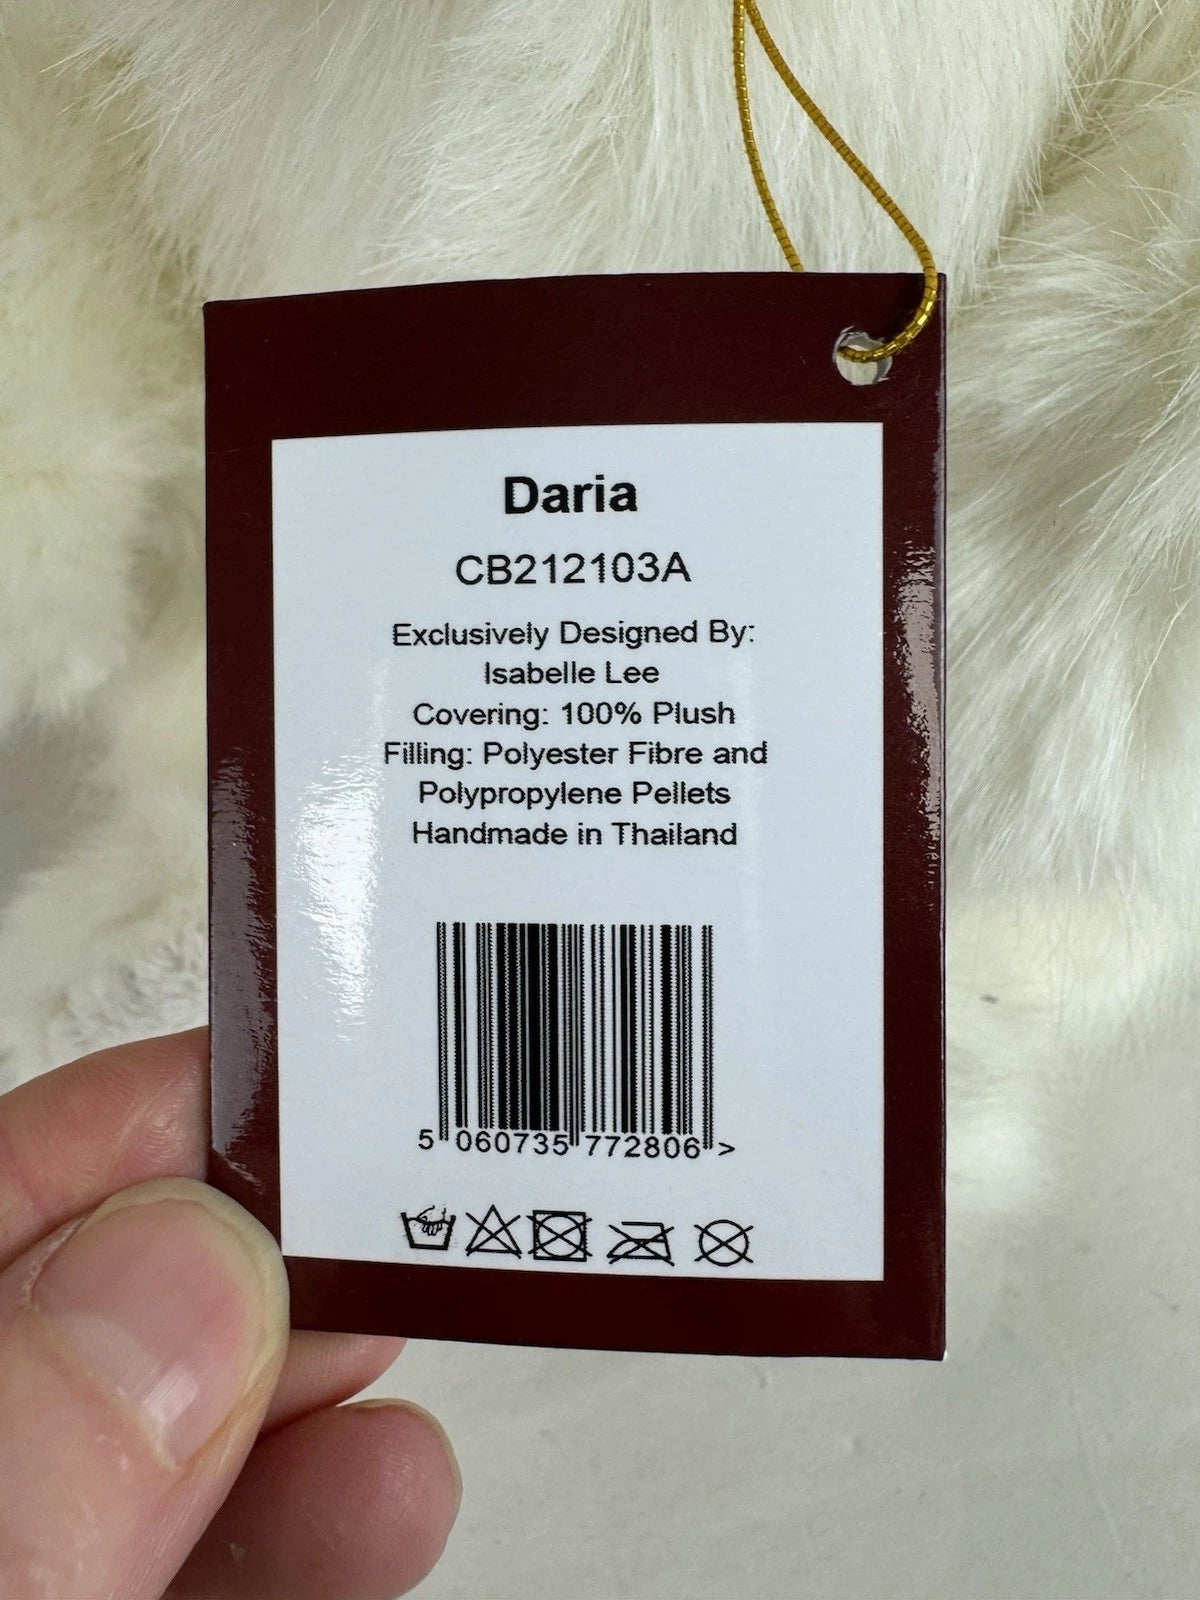 Daria
CB212103A
Exclusively Designed By:
Isabelle Lee
Covering: 100% Plush
Filling: Polyester Fibre and
Polypropylene Pellets
Handmade in Thailand
5 060735 772806 >